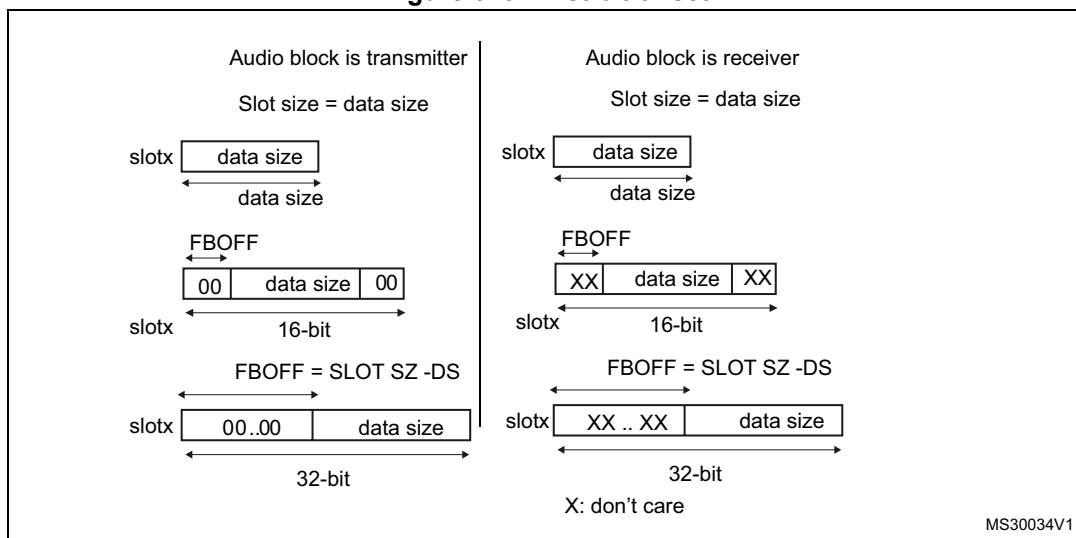 Audio block is transmitter
Slot size = data size
slotx data size
data size
FBOFF
00 data size 00
slotx 16-bit
FBOFF = SLOT SZ -DS
slotx 00..00 data size
32-bit
Audio block is receiver
Slot size = data size
slotx data size
data size
FBOFF
XX data size XX
slotx 16-bit
FBOFF = SLOT SZ -DS
slotx XX .. XX data size
32-bit
X: don't care
MS30034V1